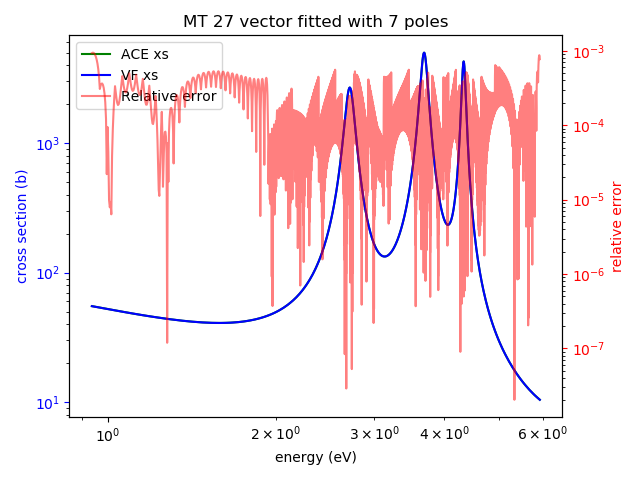 MT 27 vector fitted with 7 poles
ACE xs
VF xs
Relative error
cross section (b)
10³
10²
10¹
10⁻³
10⁻⁴
10⁻⁵
10⁻⁶
10⁻⁷
relative error
10⁰ 2 × 10⁰ 3 × 10⁰ 4 × 10⁰ 6 × 10⁰
energy (eV)